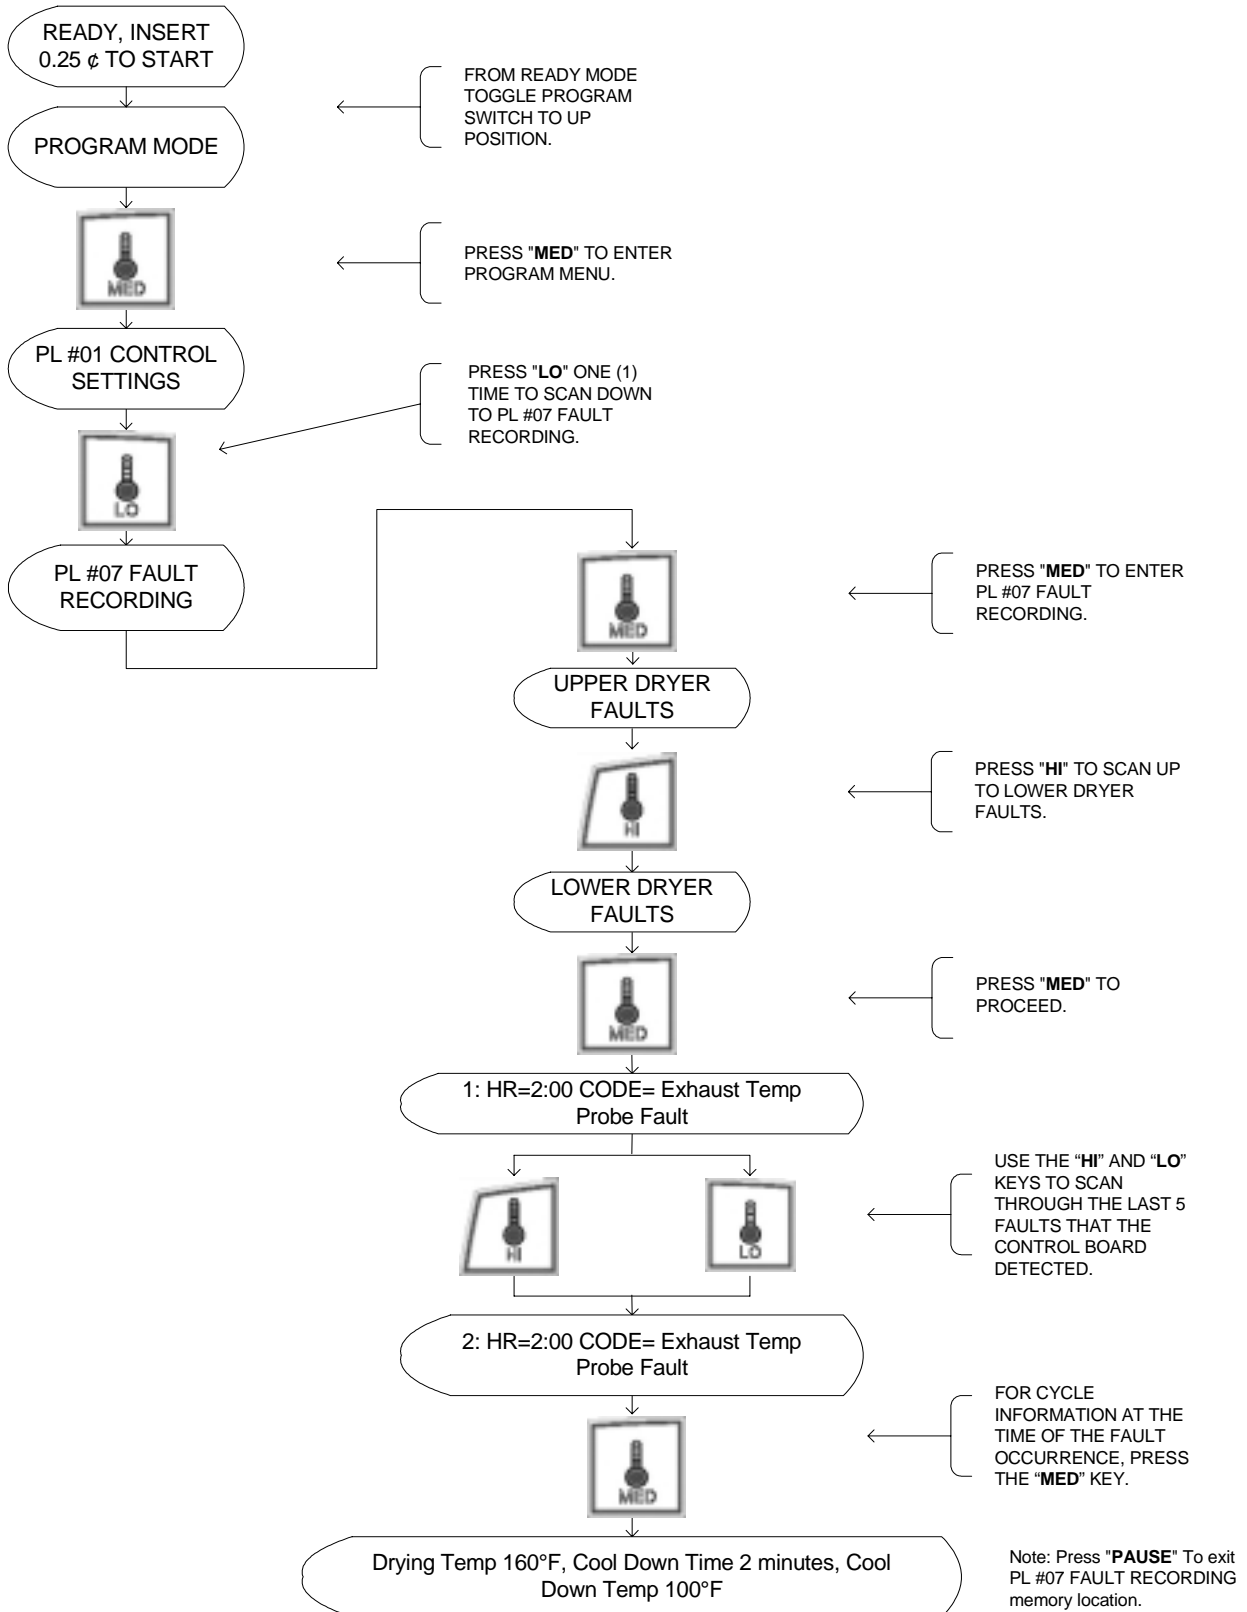 READY, INSERT
0.25 ¢ TO START
FROM READY MODE
TOGGLE PROGRAM
SWITCH TO UP
POSITION.
PROGRAM MODE
MED
PRESS "MED" TO ENTER
PROGRAM MENU.
PL #01 CONTROL
SETTINGS
PRESS "LO" ONE (1)
TIME TO SCAN DOWN
TO PL #07 FAULT
RECORDING.
LO
PL #07 FAULT
RECORDING
MED
PRESS "MED" TO ENTER
PL #07 FAULT
RECORDING.
UPPER DRYER
FAULTS
HI
PRESS "HI" TO SCAN UP
TO LOWER DRYER
FAULTS.
LOWER DRYER
FAULTS
MED
PRESS "MED" TO
PROCEED.
1: HR=2:00 CODE= Exhaust Temp
Probe Fault
HI
LO
USE THE “HI” AND “LO”
KEYS TO SCAN
THROUGH THE LAST 5
FAULTS THAT THE
CONTROL BOARD
DETECTED.
2: HR=2:00 CODE= Exhaust Temp
Probe Fault
MED
FOR CYCLE
INFORMATION AT THE
TIME OF THE FAULT
OCCURRENCE, PRESS
THE “MED” KEY.
Drying Temp 160°F, Cool Down Time 2 minutes, Cool
Down Temp 100°F
Note: Press "PAUSE" To exit
PL #07 FAULT RECORDING
memory location.